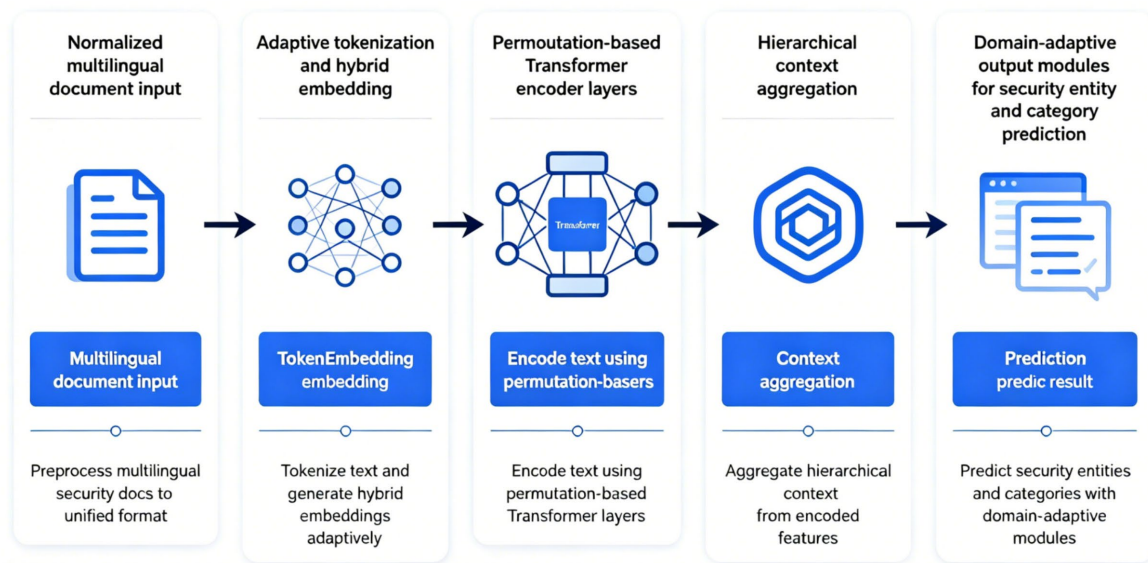 Normalized
multilingual
document input
Multilingual
document input
Preprocess multilingual
security docs to
unified format
Adaptive tokenization
and hybrid
embedding
TokenEmbedding
embedding
Tokenize text and
generate hybrid
embeddings
adaptively
Permoutation-based
Transformer
encoder layers
Transformer
Encode text using
permutation-basers
Encode text using
permutation-based
Transformer layers
Hierarchical
context
aggregation
Context
aggregation
Aggregate hierarchical
context
from encoded
features
Domain-adaptive
output modules
for security entity
and category
prediction
Prediction
predic result
Predict security entities
and categories with
domain-adaptive
modules